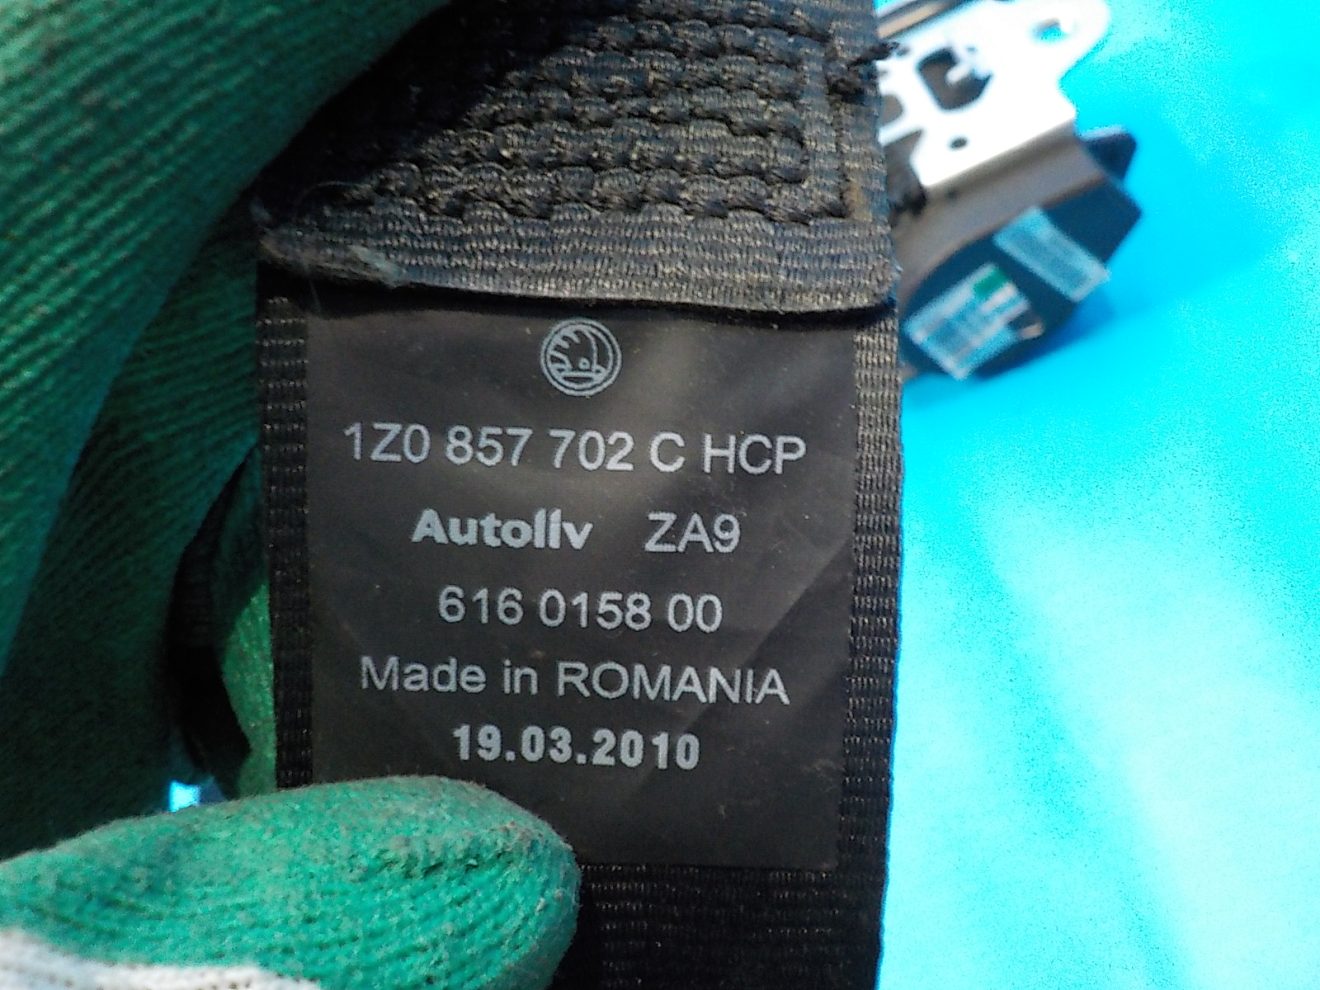 1Z0 857 702 C HCP
Autoliv ZA9
616 0158 00
Made in ROMANIA
19.03.2010